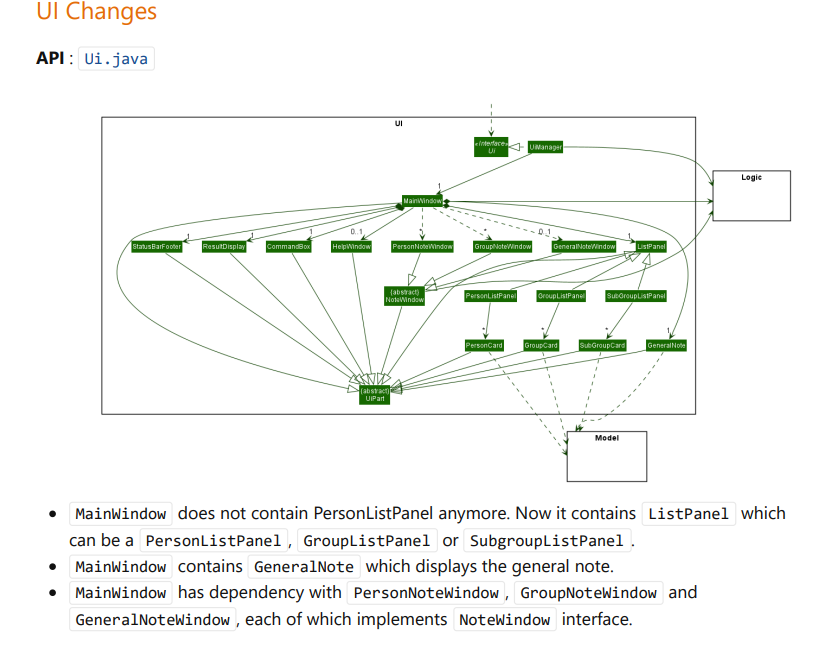 UI Changes
API : Ui.java
UI
«Interface»
Ui
UiManager
Logic
1
MainWindow
1 1 1 0..1 * * 0..1 1
StatusBarFooter ResultDisplay CommandBox HelpWindow PersonNoteWindow GroupNoteWindow GeneralNoteWindow ListPanel
{abstract}
NoteWindow
PersonListPanel GroupListPanel SubGroupListPanel
* * * 1
PersonCard GroupCard SubGroupCard GeneralNote
{abstract}
UiPart
Model
MainWindow does not contain PersonListPanel anymore. Now it contains ListPanel which
can be a PersonListPanel , GroupListPanel or SubgroupListPanel .
MainWindow contains GeneralNote which displays the general note.
MainWindow has dependency with PersonNoteWindow , GroupNoteWindow and
GeneralNoteWindow , each of which implements NoteWindow interface.